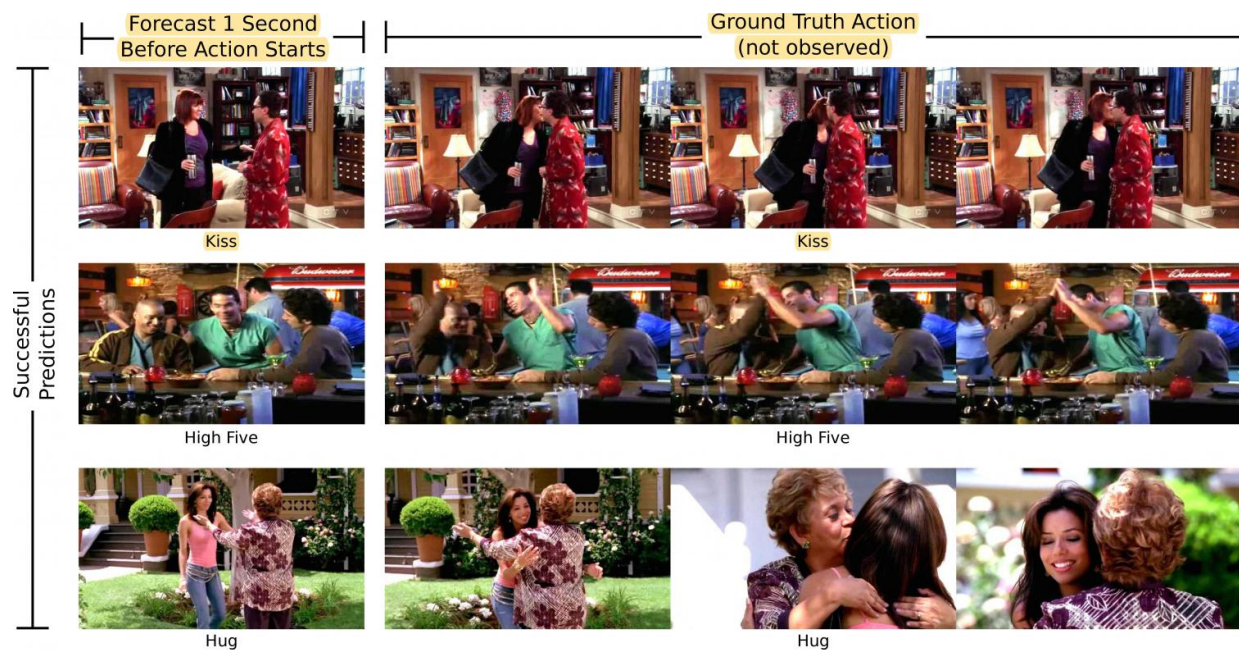 Forecast 1 Second
Before Action Starts
Ground Truth Action
(not observed)
Successful
Predictions
Kiss
Kiss
Budweiser
Budweiser
Budweiser
Budweiser
High Five
High Five
Hug
Hug